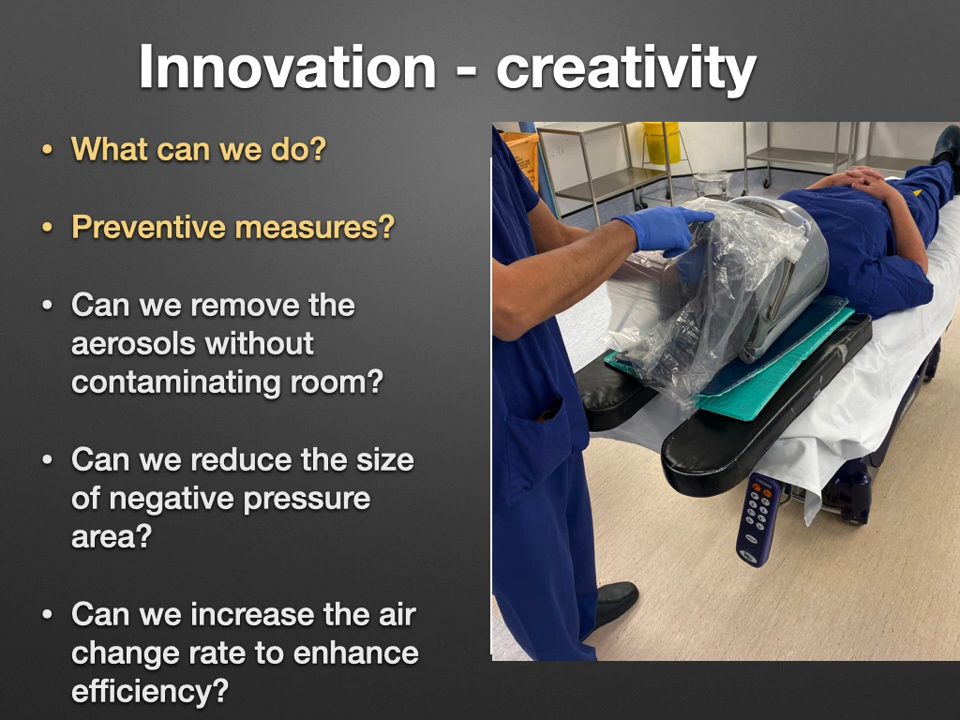 Innovation - creativity
• What can we do?
• Preventive measures?
• Can we remove the
aerosols without
contaminating room?
• Can we reduce the size
of negative pressure
area?
• Can we increase the air
change rate to enhance
efficiency?